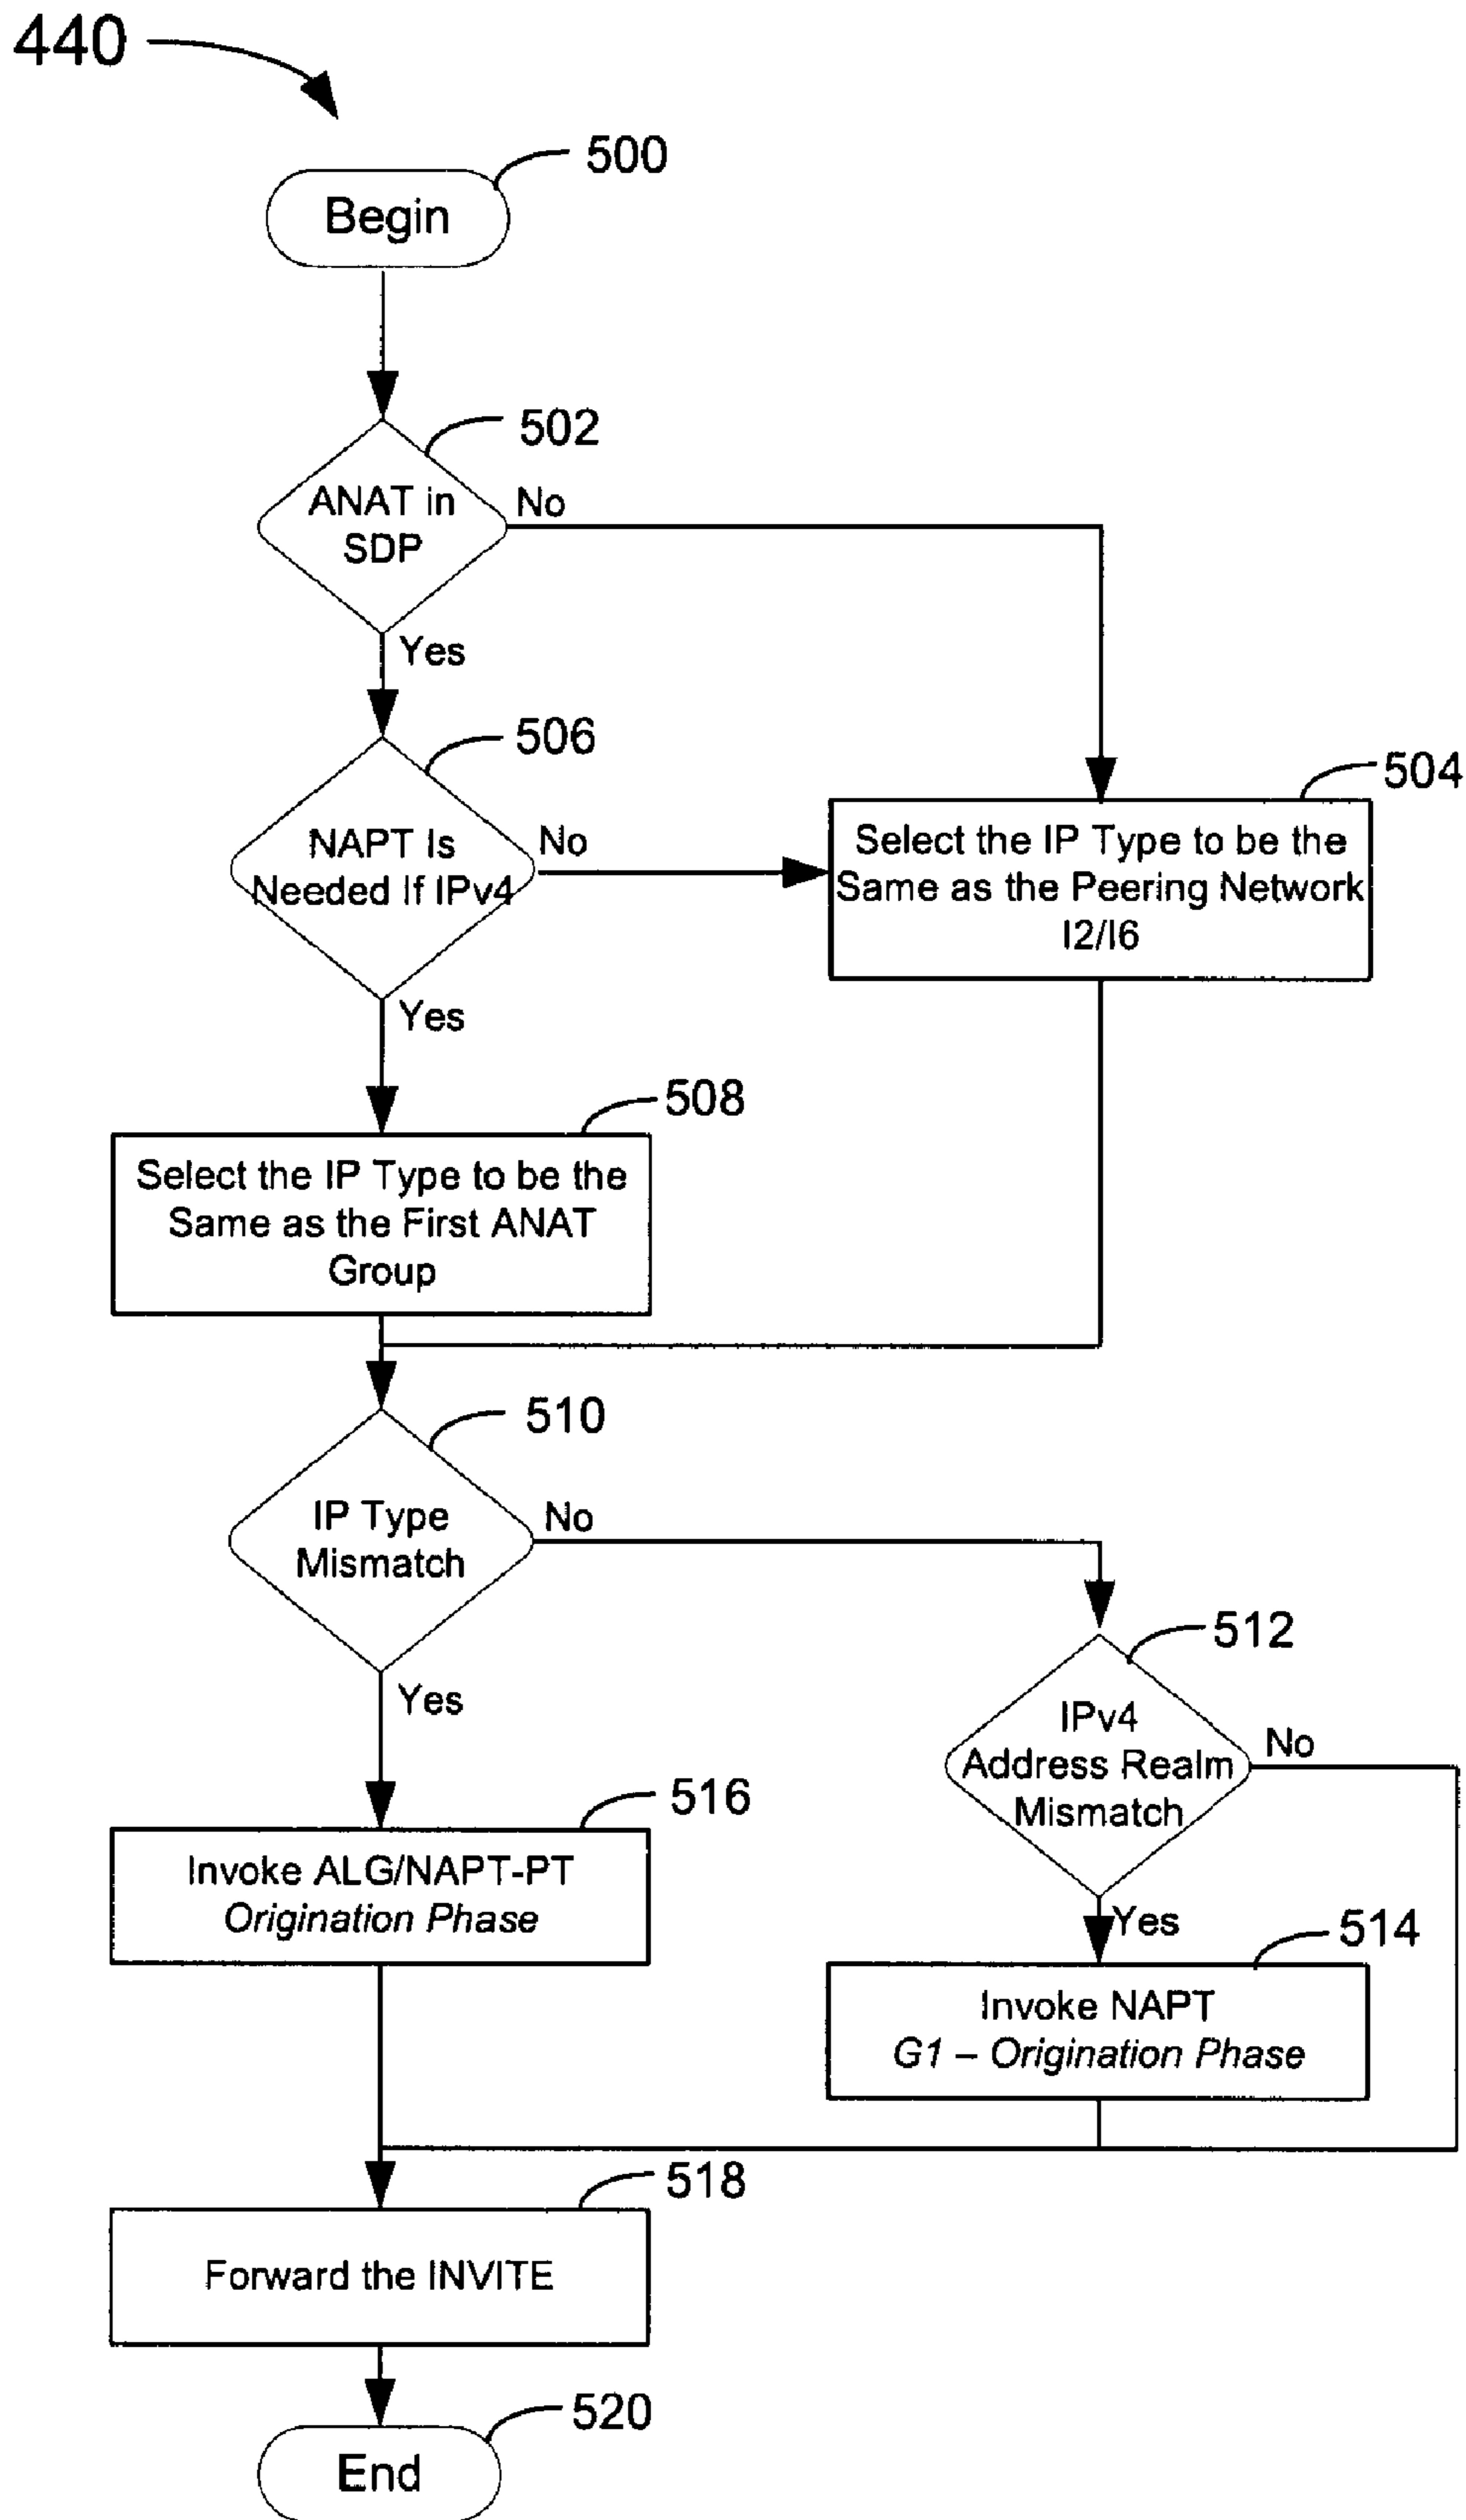 440
500
Begin
502
ANAT in
SDP
No
Yes
506
504
NAPT Is
Needed If IPv4
No
Select the IP Type to be the
Same as the Peering Network
I2/I6
Yes
508
Select the IP Type to be the
Same as the First ANAT
Group
510
IP Type
Mismatch
No
512
Yes
IPv4
Address Realm
Mismatch
No
516
Invoke ALG/NAPT-PT
Origination Phase
Yes
514
Invoke NAPT
G1 – Origination Phase
518
Forward the INVITE
520
End